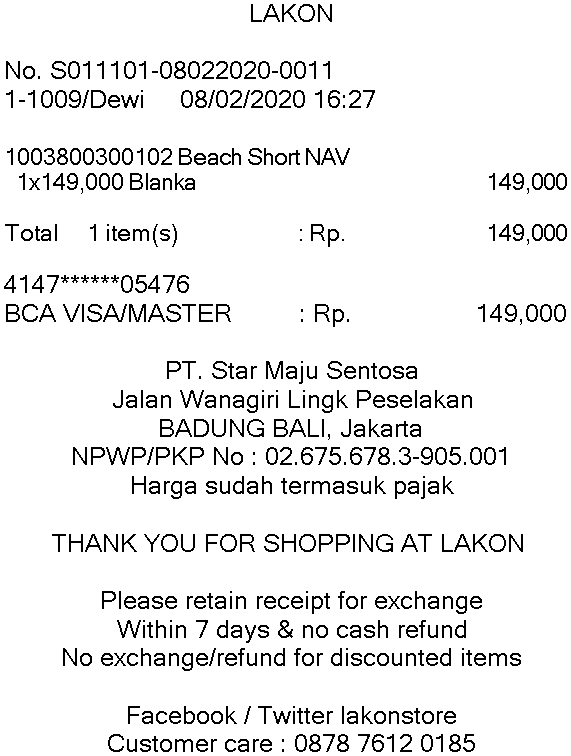 LAKON
No. S011101-08022020-0011
1-1009/Dewi 08/02/2020 16:27
1003800300102 Beach Short NAV
1x149,000 Blanka 149,000
Total 1 item(s) : Rp. 149,000
4147******05476
BCA VISA/MASTER : Rp. 149,000
PT. Star Maju Sentosa
Jalan Wanagiri Lingk Peselakan
BADUNG BALI, Jakarta
NPWP/PKP No : 02.675.678.3-905.001
Harga sudah termasuk pajak
THANK YOU FOR SHOPPING AT LAKON
Please retain receipt for exchange
Within 7 days & no cash refund
No exchange/refund for discounted items
Facebook / Twitter lakonstore
Customer care : 0878 7612 0185